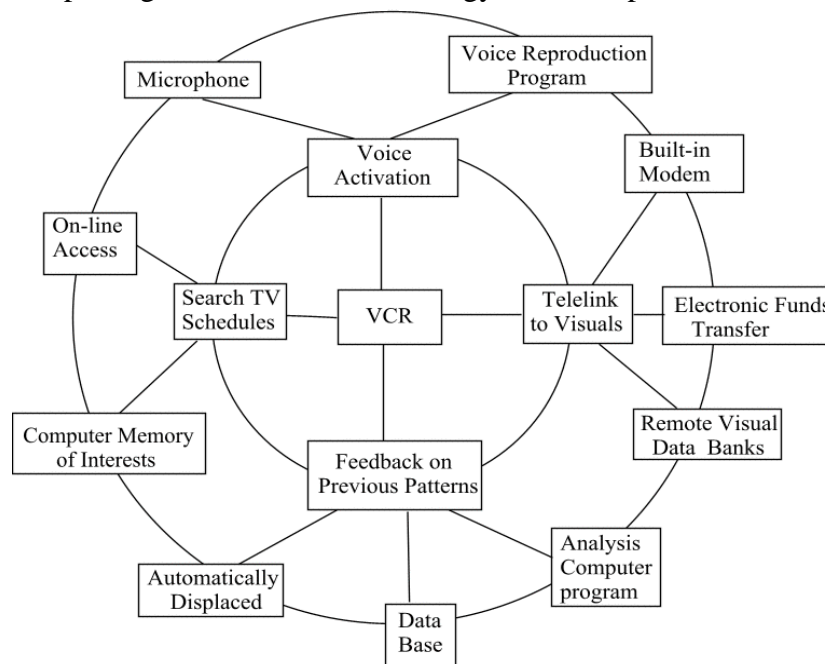 Microphone
Voice Reproduction
Program
Voice
Activation
Built-in
Modem
On-line
Access
Search TV
Schedules
VCR
Telelink
to Visuals
Electronic Funds
Transfer
Computer Memory
of Interests
Feedback on
Previous Patterns
Remote Visual
Data Banks
Automatically
Displaced
Data
Base
Analysis
Computer
program